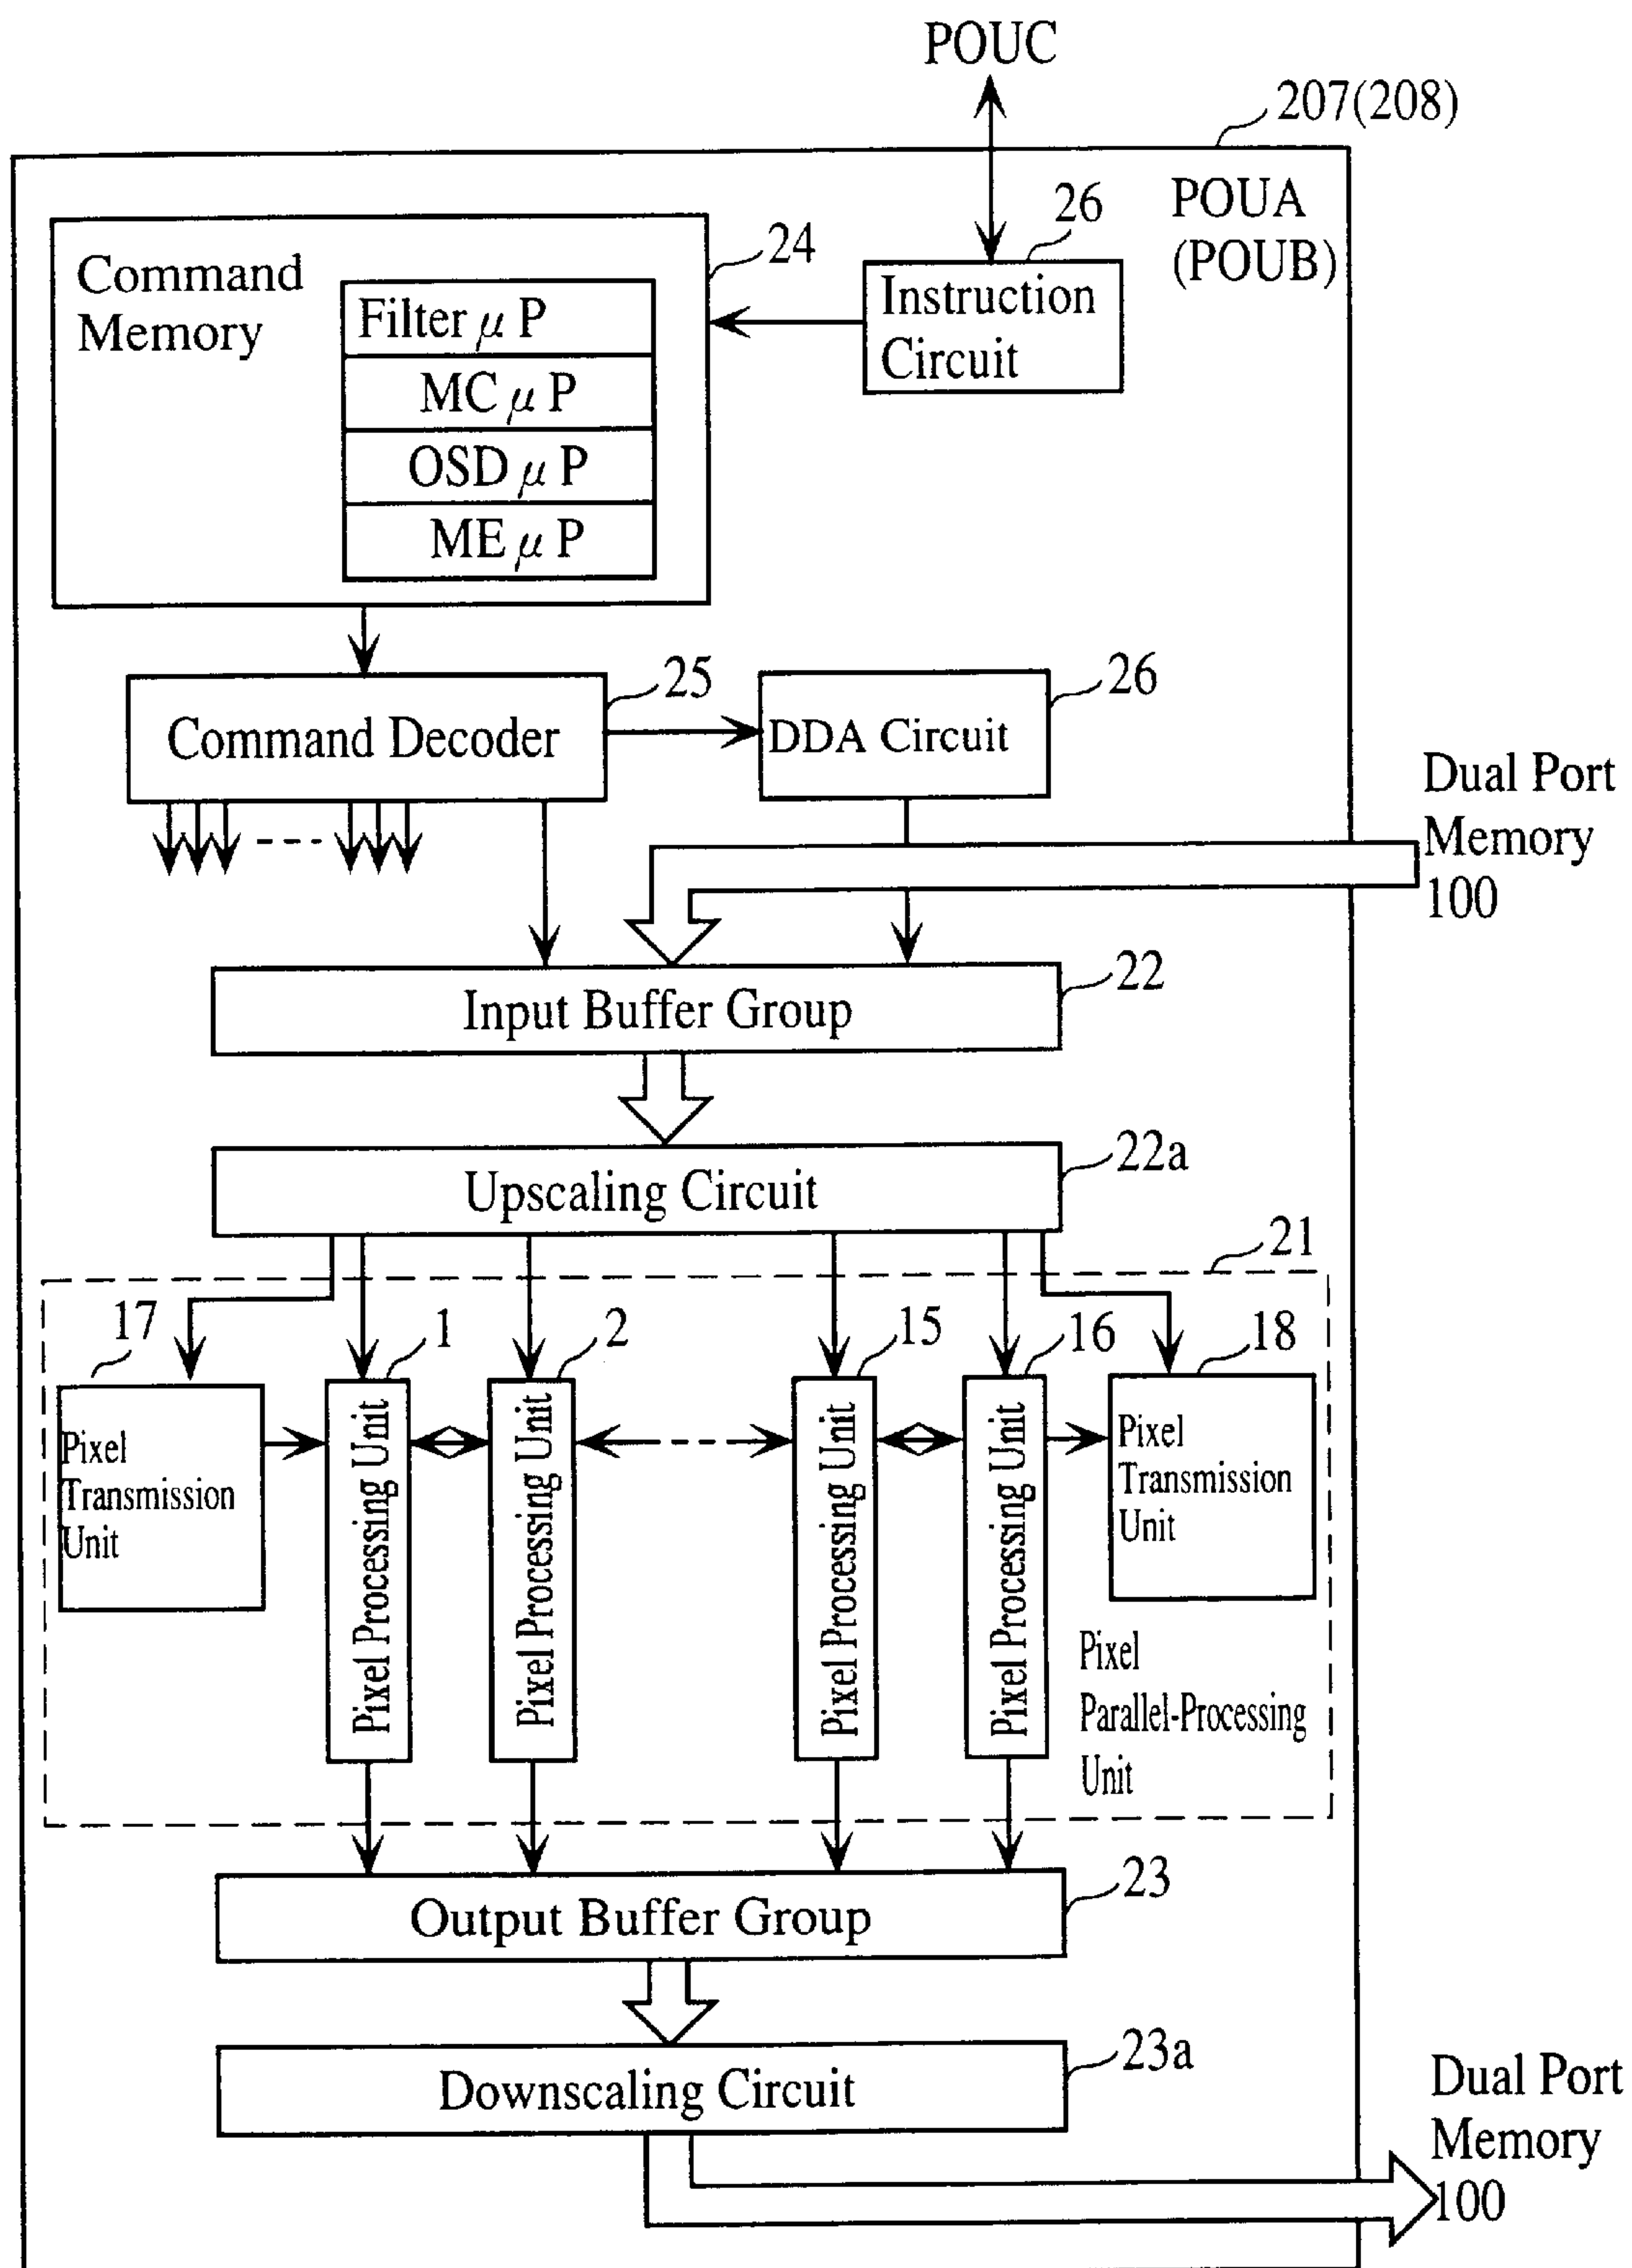 POUC
207(208)
POUA
(POUB)
26
24
Command
Memory
Filter μ P
MC μ P
OSD μ P
ME μ P
Instruction
Circuit
25
26
Command Decoder
DDA Circuit
Dual Port
Memory
100
22
Input Buffer Group
22a
Upscaling Circuit
21
17
1
2
15
16
18
Pixel
Transmission
Unit
Pixel Processing Unit
Pixel Processing Unit
Pixel Processing Unit
Pixel Processing Unit
Pixel
Transmission
Unit
Pixel
Parallel-Processing
Unit
23
Output Buffer Group
23a
Downscaling Circuit
Dual Port
Memory
100